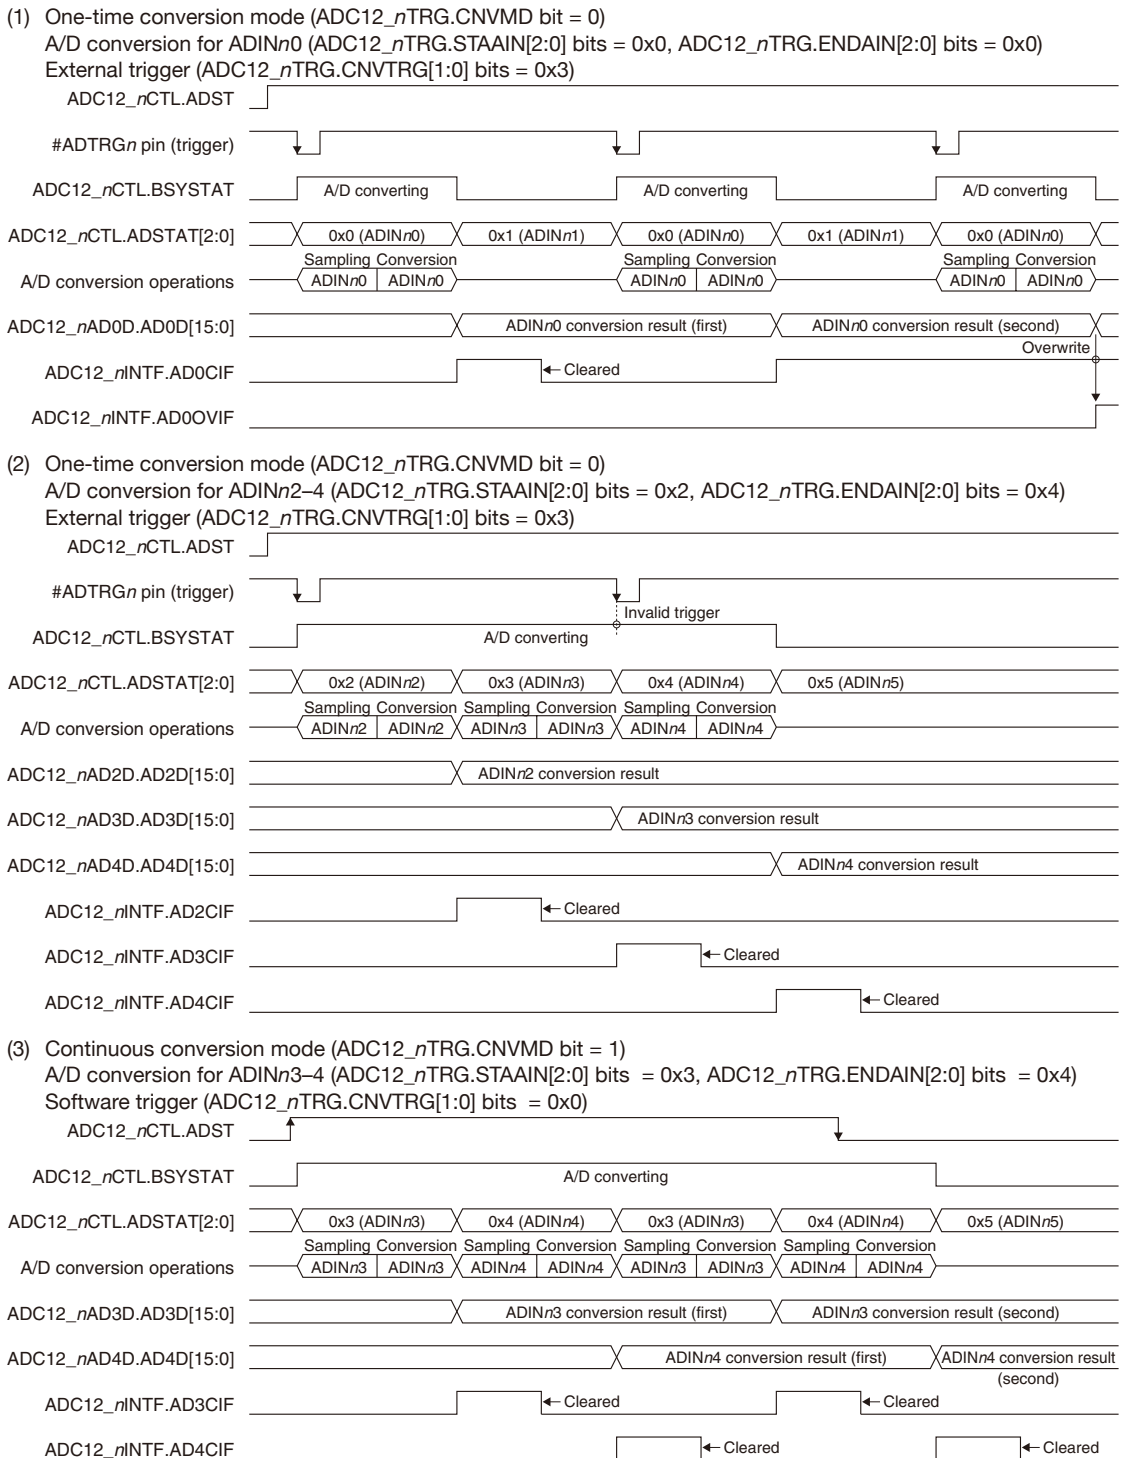 (1) One-time conversion mode (ADC12_nTRG.CNVMD bit = 0)
A/D conversion for ADINn0 (ADC12_nTRG.STAAIN[2:0] bits = 0x0, ADC12_nTRG.ENDAIN[2:0] bits = 0x0)
External trigger (ADC12_nTRG.CNVTRG[1:0] bits = 0x3)
ADC12_nCTL.ADST
#ADTRGn pin (trigger)
ADC12_nCTL.BSYSTAT A/D converting A/D converting A/D converting
ADC12_nCTL.ADSTAT[2:0] 0x0 (ADINn0) 0x1 (ADINn1) 0x0 (ADINn0) 0x1 (ADINn1) 0x0 (ADINn0)
Sampling Conversion Sampling Conversion Sampling Conversion
A/D conversion operations ADINn0 ADINn0 ADINn0 ADINn0 ADINn0 ADINn0
ADC12_nAD0D.AD0D[15:0] ADINn0 conversion result (first) ADINn0 conversion result (second)
Overwrite
ADC12_nINTF.AD0CIF Cleared
ADC12_nINTF.AD0OVIF
(2) One-time conversion mode (ADC12_nTRG.CNVMD bit = 0)
A/D conversion for ADINn2–4 (ADC12_nTRG.STAAIN[2:0] bits = 0x2, ADC12_nTRG.ENDAIN[2:0] bits = 0x4)
External trigger (ADC12_nTRG.CNVTRG[1:0] bits = 0x3)
ADC12_nCTL.ADST
#ADTRGn pin (trigger)
Invalid trigger
ADC12_nCTL.BSYSTAT A/D converting
ADC12_nCTL.ADSTAT[2:0] 0x2 (ADINn2) 0x3 (ADINn3) 0x4 (ADINn4) 0x5 (ADINn5)
Sampling Conversion Sampling Conversion Sampling Conversion
A/D conversion operations ADINn2 ADINn2 ADINn3 ADINn3 ADINn4 ADINn4
ADC12_nAD2D.AD2D[15:0] ADINn2 conversion result
ADC12_nAD3D.AD3D[15:0] ADINn3 conversion result
ADC12_nAD4D.AD4D[15:0] ADINn4 conversion result
ADC12_nINTF.AD2CIF Cleared
ADC12_nINTF.AD3CIF Cleared
ADC12_nINTF.AD4CIF Cleared
(3) Continuous conversion mode (ADC12_nTRG.CNVMD bit = 1)
A/D conversion for ADINn3–4 (ADC12_nTRG.STAAIN[2:0] bits = 0x3, ADC12_nTRG.ENDAIN[2:0] bits = 0x4)
Software trigger (ADC12_nTRG.CNVTRG[1:0] bits = 0x0)
ADC12_nCTL.ADST
ADC12_nCTL.BSYSTAT A/D converting
ADC12_nCTL.ADSTAT[2:0] 0x3 (ADINn3) 0x4 (ADINn4) 0x3 (ADINn3) 0x4 (ADINn4) 0x5 (ADINn5)
Sampling Conversion Sampling Conversion Sampling Conversion Sampling Conversion
A/D conversion operations ADINn3 ADINn3 ADINn4 ADINn4 ADINn3 ADINn3 ADINn4 ADINn4
ADC12_nAD3D.AD3D[15:0] ADINn3 conversion result (first) ADINn3 conversion result (second)
ADC12_nAD4D.AD4D[15:0] ADINn4 conversion result (first) ADINn4 conversion result
(second)
ADC12_nINTF.AD3CIF Cleared Cleared
ADC12_nINTF.AD4CIF Cleared Cleared